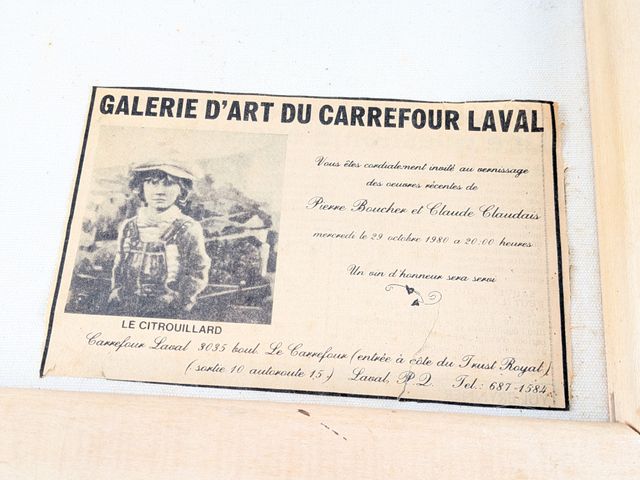 GALERIE D'ART DU CARREFOUR LAVAL
Vous êtes cordialement invité au vernissage
des oeuvres récentes de
Pierre Boucher et Claude Claudais
mercredi le 29 octobre 1980 a 20:00 heures
Un vin d'honneur sera servi
LE CITROUILLARD
Carrefour Laval 3035 boul. Le Carrefour (entrée à côte du Trust Royal)
(sortie 10 autoroute 15) Laval, P.Q. Tel.: 687-1584